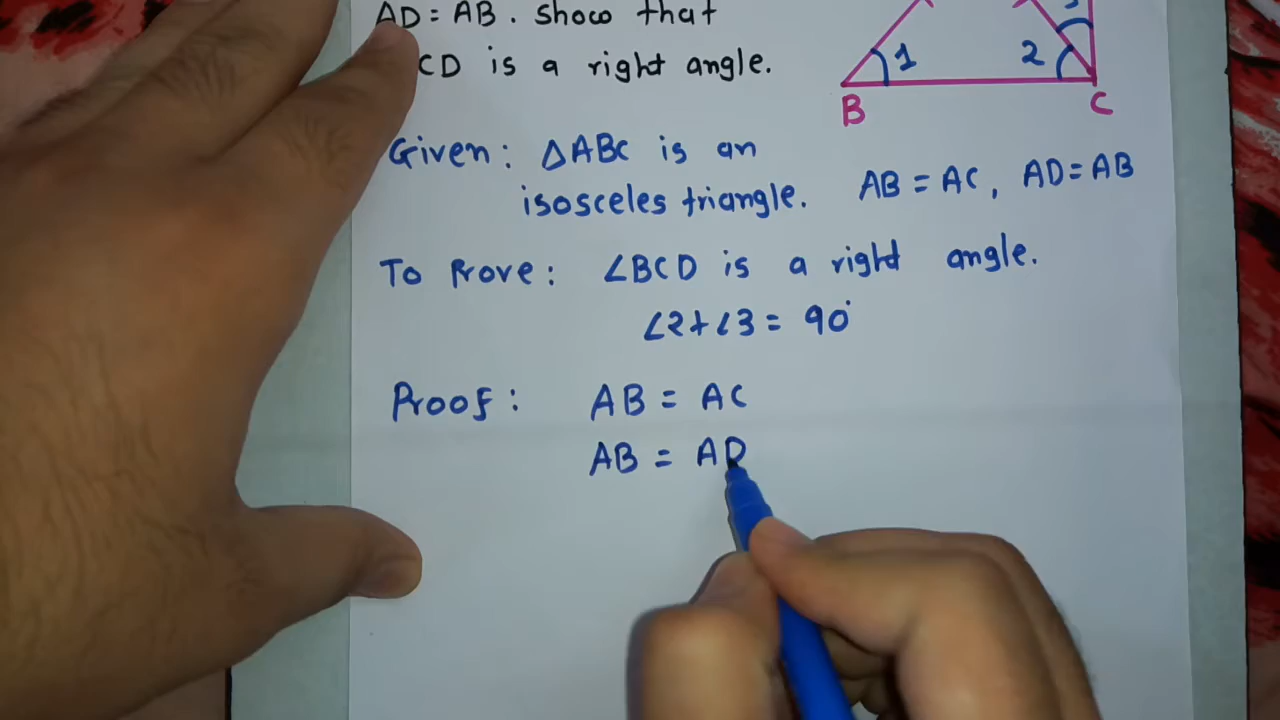 AD = AB. show that
CD is a right angle.
1 2
B C
Given: ∆ABC is an
isosceles triangle. AB = AC, AD = AB
To Prove: ∠BCD is a right angle.
∠2+∠3 = 90°
Proof: AB = AC
AB = AD